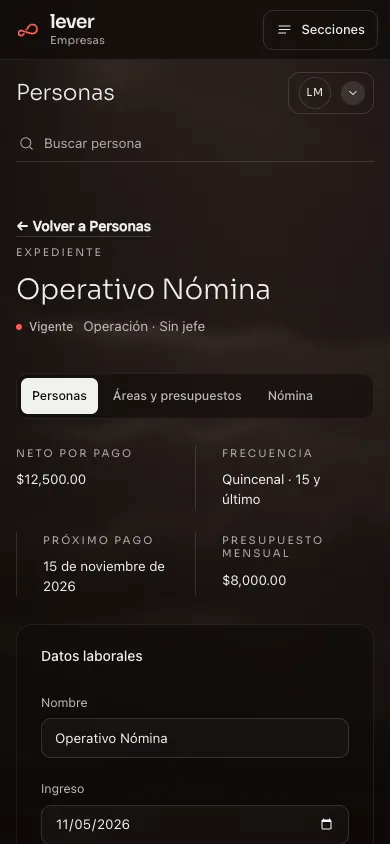 lever
Empresas
Secciones
Personas
LM
Buscar persona
← Volver a Personas
EXPEDIENTE
Operativo Nómina
Vigente Operación · Sin jefe
Personas Áreas y presupuestos Nómina
NETO POR PAGO
$12,500.00
FRECUENCIA
Quincenal · 15 y
último
PRÓXIMO PAGO
15 de noviembre de
2026
PRESUPUESTO
MENSUAL
$8,000.00
Datos laborales
Nombre
Operativo Nómina
Ingreso
11/05/2026